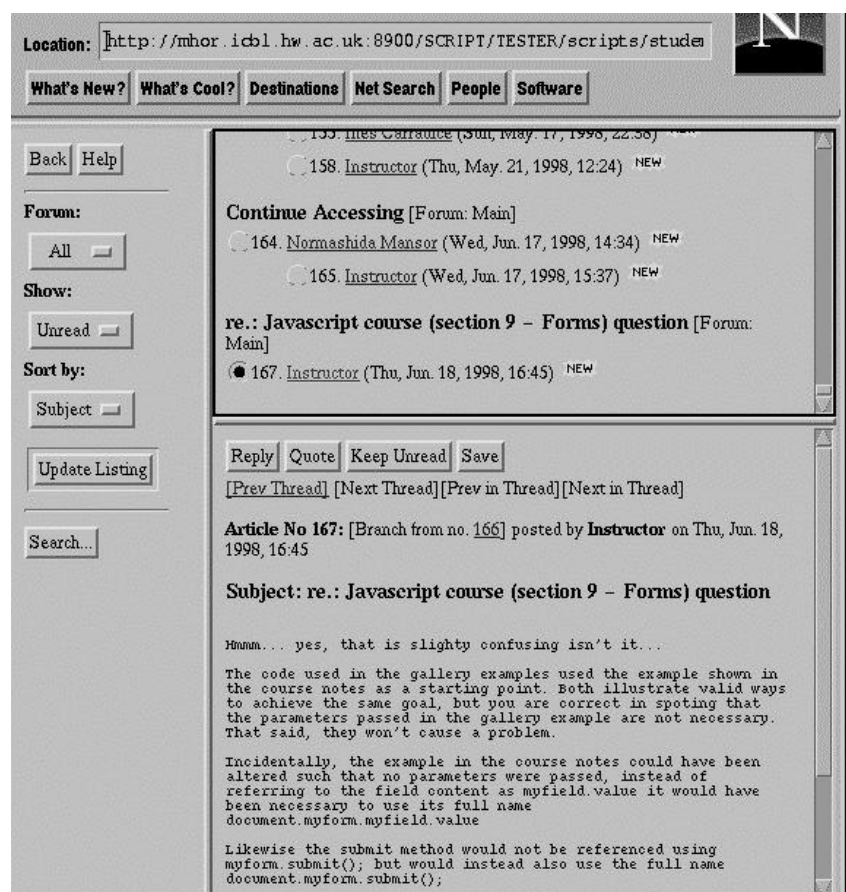 N
Location: http://mhor.icbl.hw.ac.uk:8900/SCRIPT/TESTER/scripts/stude
What's New? What's Cool? Destinations Net Search People Software
Back Help
Forum:
All
Show:
Unread
Sort by:
Subject
Update Listing
Search...
(Sun, May. 17, 1998, 22:58) NEW
158. Instructor (Thu, May. 21, 1998, 12:24) NEW
Continue Accessing [Forum: Main]
164. Normashida Mansor (Wed, Jun. 17, 1998, 14:34) NEW
165. Instructor (Wed, Jun. 17, 1998, 15:37) NEW
re.: Javascript course (section 9 – Forms) question [Forum:
Main]
167. Instructor (Thu, Jun. 18, 1998, 16:45) NEW
Reply Quote Keep Unread Save
[Prev Thread] [Next Thread][Prev in Thread][Next in Thread]
Article No 167: [Branch from no. 166] posted by Instructor on Thu, Jun. 18,
1998, 16:45
Subject: re.: Javascript course (section 9 – Forms) question
Hmmm... yes, that is slighty confusing isn't it...
The code used in the gallery examples used the example shown in
the course notes as a starting point. Both illustrate valid ways
to achieve the same goal, but you are correct in spoting that
the parameters passed in the gallery example are not necessary.
That said, they won't cause a problem.
Incidentally, the example in the course notes could have been
altered such that no parameters were passed, instead of
referring to the field content as myfield.value it would have
been necessary to use its full name
document.myform.myfield.value
Likewise the submit method would not be referenced using
myform.submit(); but would instead also use the full name
document.myform.submit();